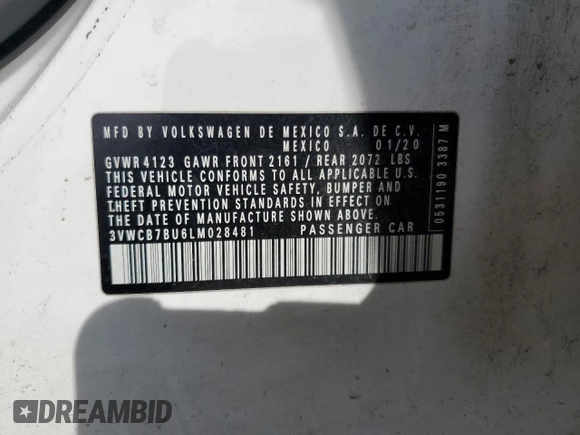 MFD BY VOLKSWAGEN DE MEXICO S.A. DE C.V.
MEXICO 01/20
GVWR 4123 GAWR FRONT 2161 / REAR 2072 LBS
THIS VEHICLE CONFORMS TO ALL APPLICABLE U.S.
FEDERAL MOTOR VEHICLE SAFETY, BUMPER AND
THEFT PREVENTION STANDARDS IN EFFECT ON
THE DATE OF MANUFACTURE SHOWN ABOVE.
3VWCB7BU6LM028481 PASSENGER CAR
0531190 3387 M
DREAMBID